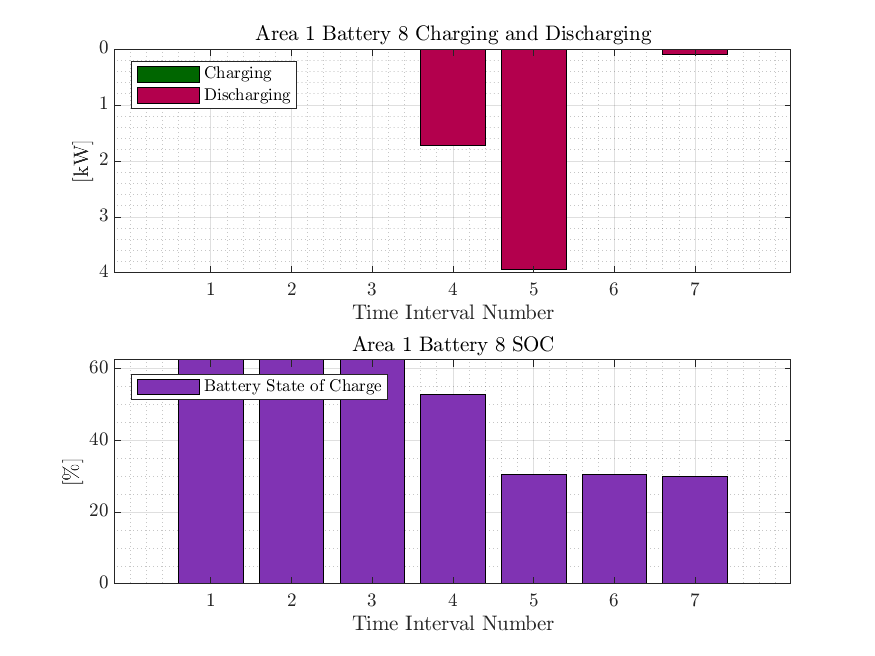 Area 1 Battery 8 Charging and Discharging
0
1
2
3
4
[kW]
Charging
Discharging
1 2 3 4 5 6 7
Time Interval Number
Area 1 Battery 8 SOC
60
40
20
0
[%]
Battery State of Charge
1 2 3 4 5 6 7
Time Interval Number